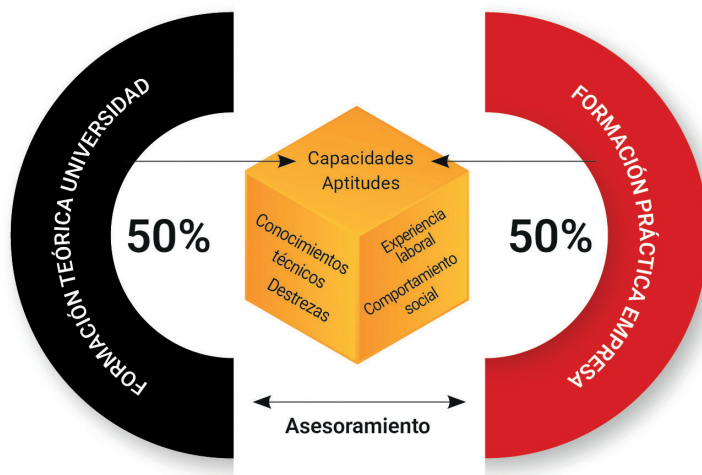 FORMACIÓN TEÓRICA UNIVERSIDAD
50%
Capacidades
Aptitudes
Conocimientos
técnicos
Destrezas
Experiencia
laboral
Comportamiento
social
50%
FORMACIÓN PRÁCTICA EMPRESA
Asesoramiento